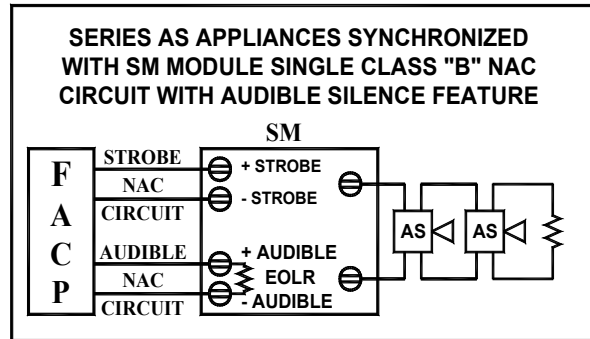 SERIES AS APPLIANCES SYNCHRONIZED
WITH SM MODULE SINGLE CLASS "B" NAC
CIRCUIT WITH AUDIBLE SILENCE FEATURE
SM
FACP
STROBE
NAC
CIRCUIT
+ STROBE
- STROBE
AUDIBLE
NAC
CIRCUIT
+ AUDIBLE
EOLR
- AUDIBLE
AS
AS